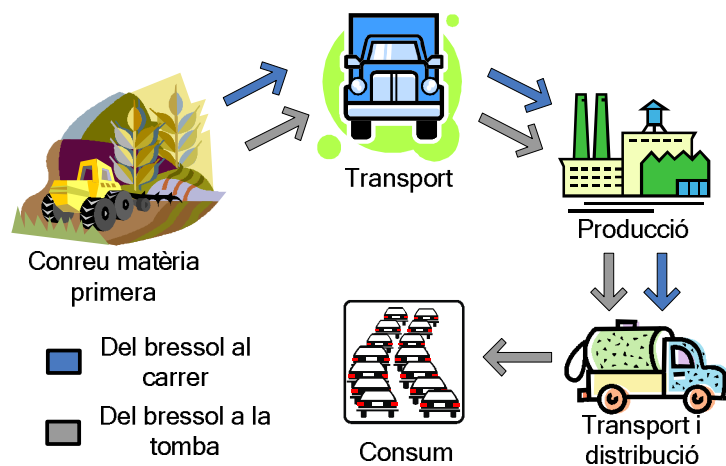 Transport
Producció
Conreu matèria
primera
Del bressol al
carrer
Del bressol a la
tomba
Consum
Transport i
distribució